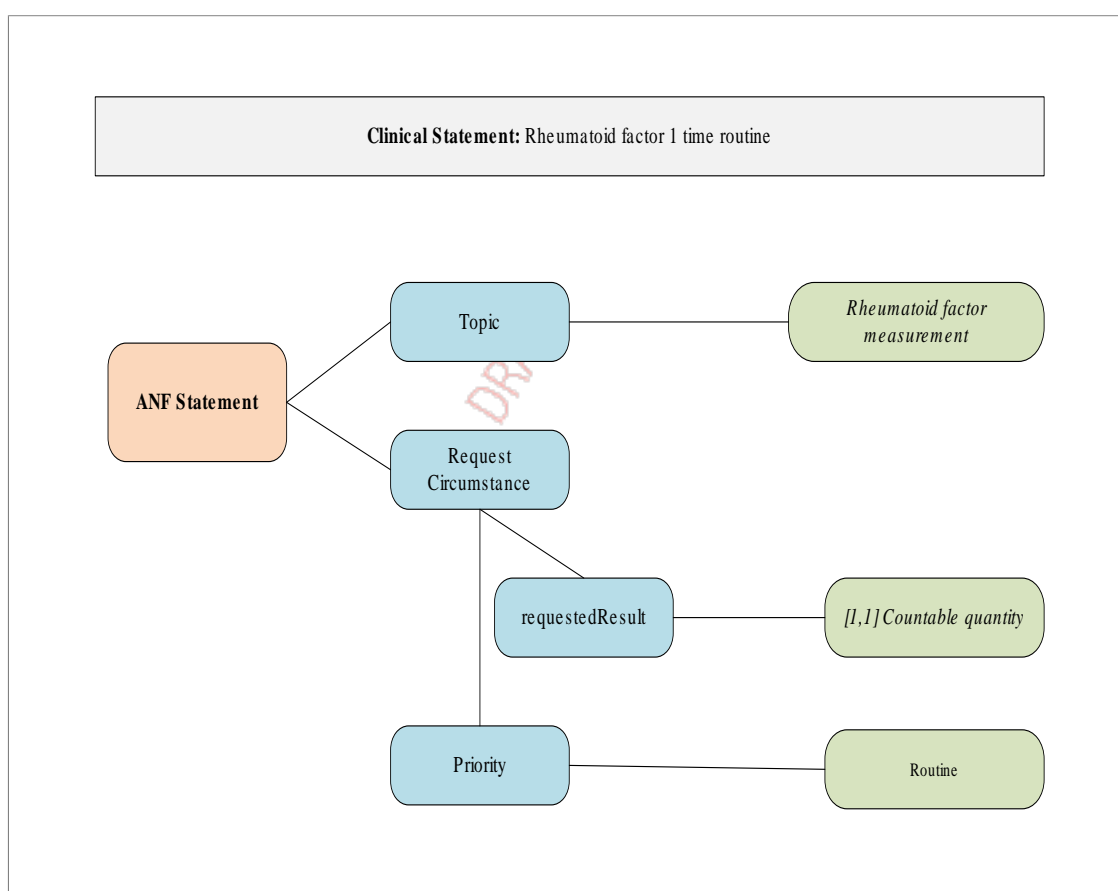 Clinical Statement: Rheumatoid factor 1 time routine
Topic
Rheumatoid factor
measurement
ANF Statement
Request
Circumstance
requestedResult
[1,1] Countable quantity
Priority
Routine